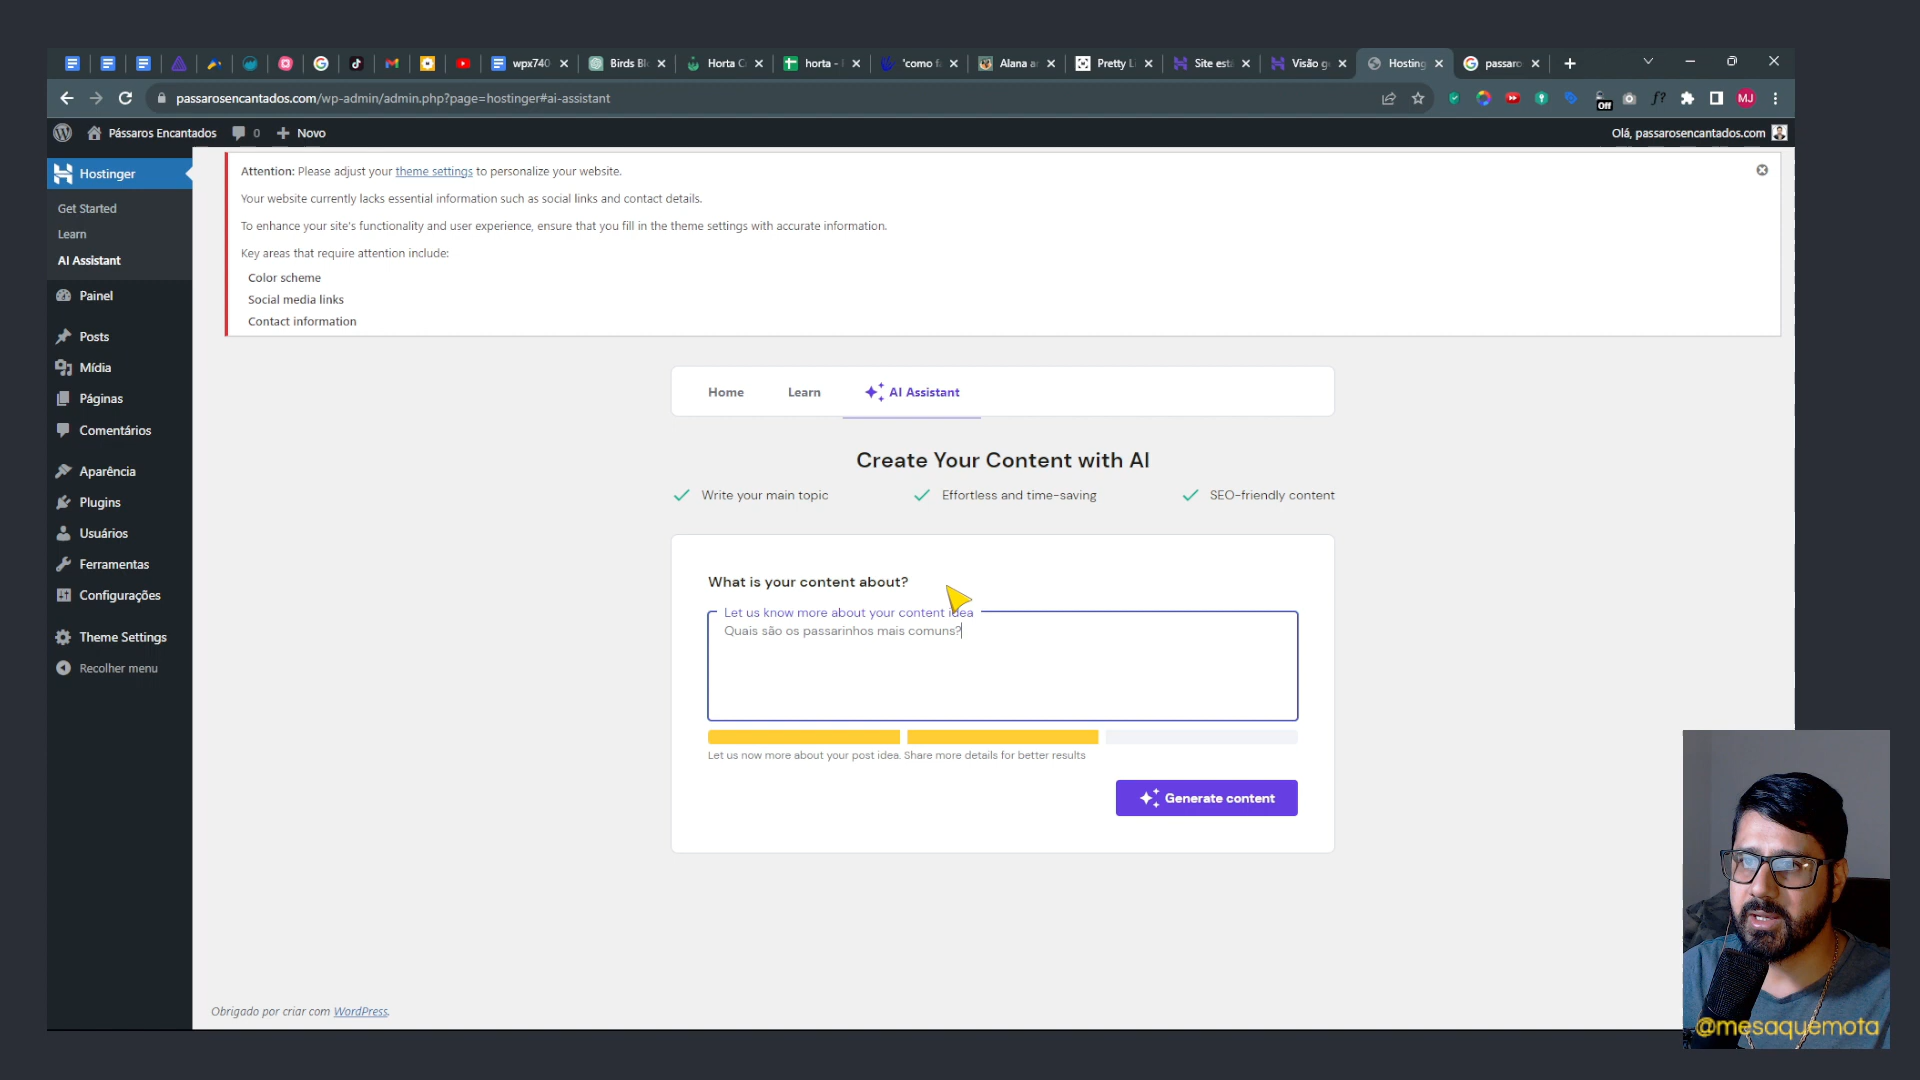 wpx740
Birds Bl
Horta C
horta -
'como f
Alana a
Pretty Li
Site est
Visão g
Hosting
passaro
passarosencantados.com/wp-admin/admin.php?page=hostinger#ai-assistant
Off
f?
MJ
Pássaros Encantados
0
Novo
Olá, passarosencantados.com
Hostinger
Get Started
Learn
AI Assistant
Painel
Posts
Mídia
Páginas
Comentários
Aparência
Plugins
Usuários
Ferramentas
Configurações
Theme Settings
Recolher menu
Attention: Please adjust your theme settings to personalize your website.
Your website currently lacks essential information such as social links and contact details.
To enhance your site's functionality and user experience, ensure that you fill in the theme settings with accurate information.
Key areas that require attention include:
Color scheme
Social media links
Contact information
Home
Learn
AI Assistant
Create Your Content with AI
Write your main topic
Effortless and time-saving
SEO-friendly content
What is your content about?
Let us know more about your content idea
Quais são os passarinhos mais comuns?
Let us now more about your post idea. Share more details for better results
Generate content
Obrigado por criar com WordPress.
@mesaquemota